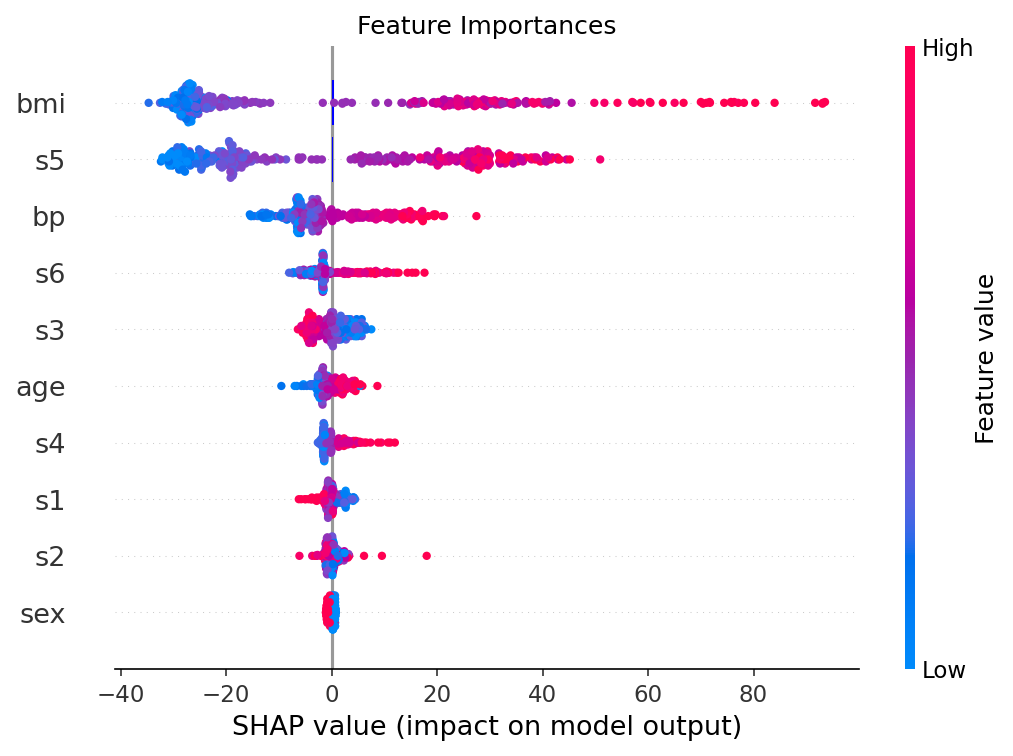 Feature Importances
High
bmi
s5
bp
s6
s3
age
s4
s1
s2
sex
Feature value
Low
−40 −20 0 20 40 60 80
SHAP value (impact on model output)